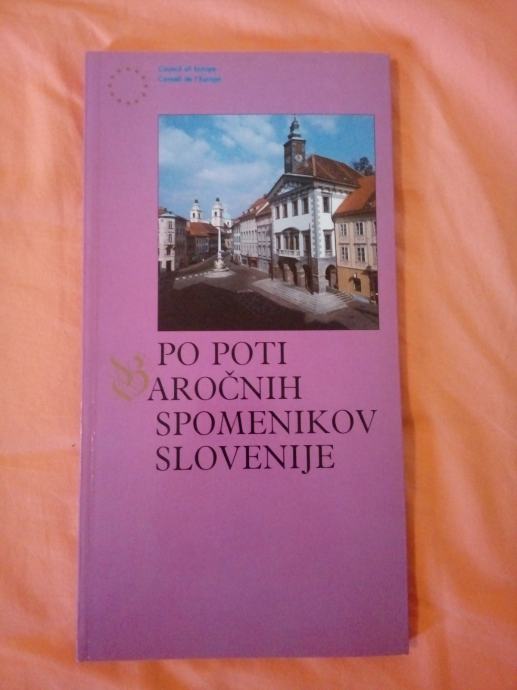 Council of Europe
Conseil de l'Europe
PO POTI
BAROČNIH
SPOMENIKOV
SLOVENIJE